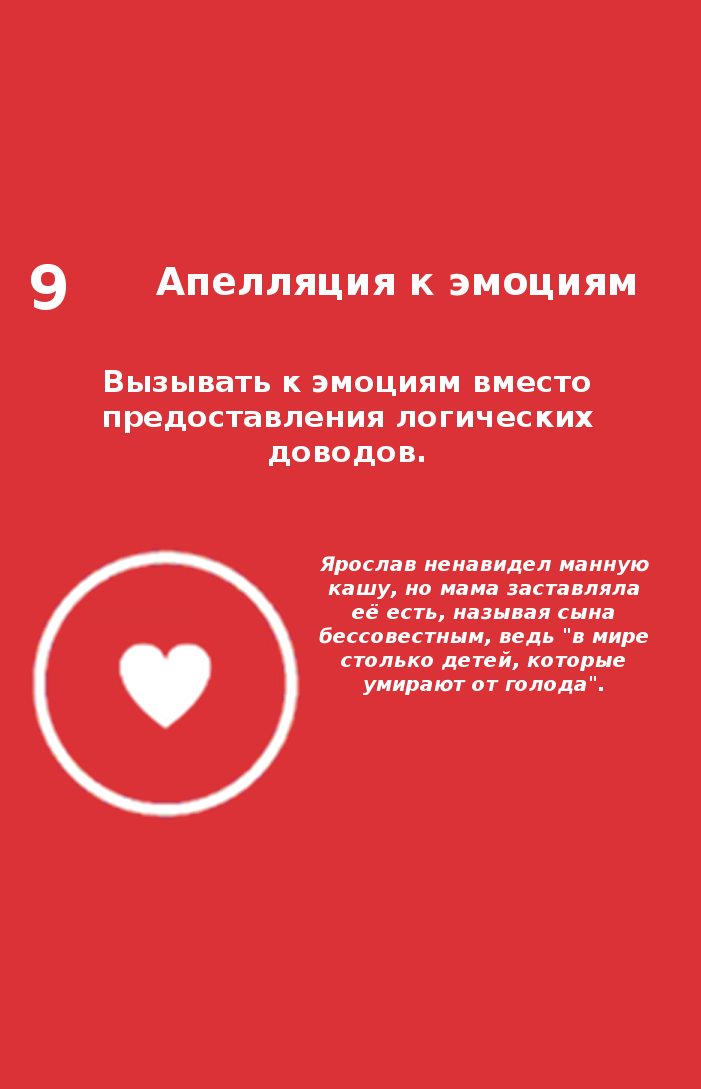 9 Апелляция к эмоциям
Вызывать к эмоциям вместо
предоставления логических
доводов.
Ярослав ненавидел манную
кашу, но мама заставляла
её есть, называя сына
бессовестным, ведь "в мире
столько детей, которые
умирают от голода".